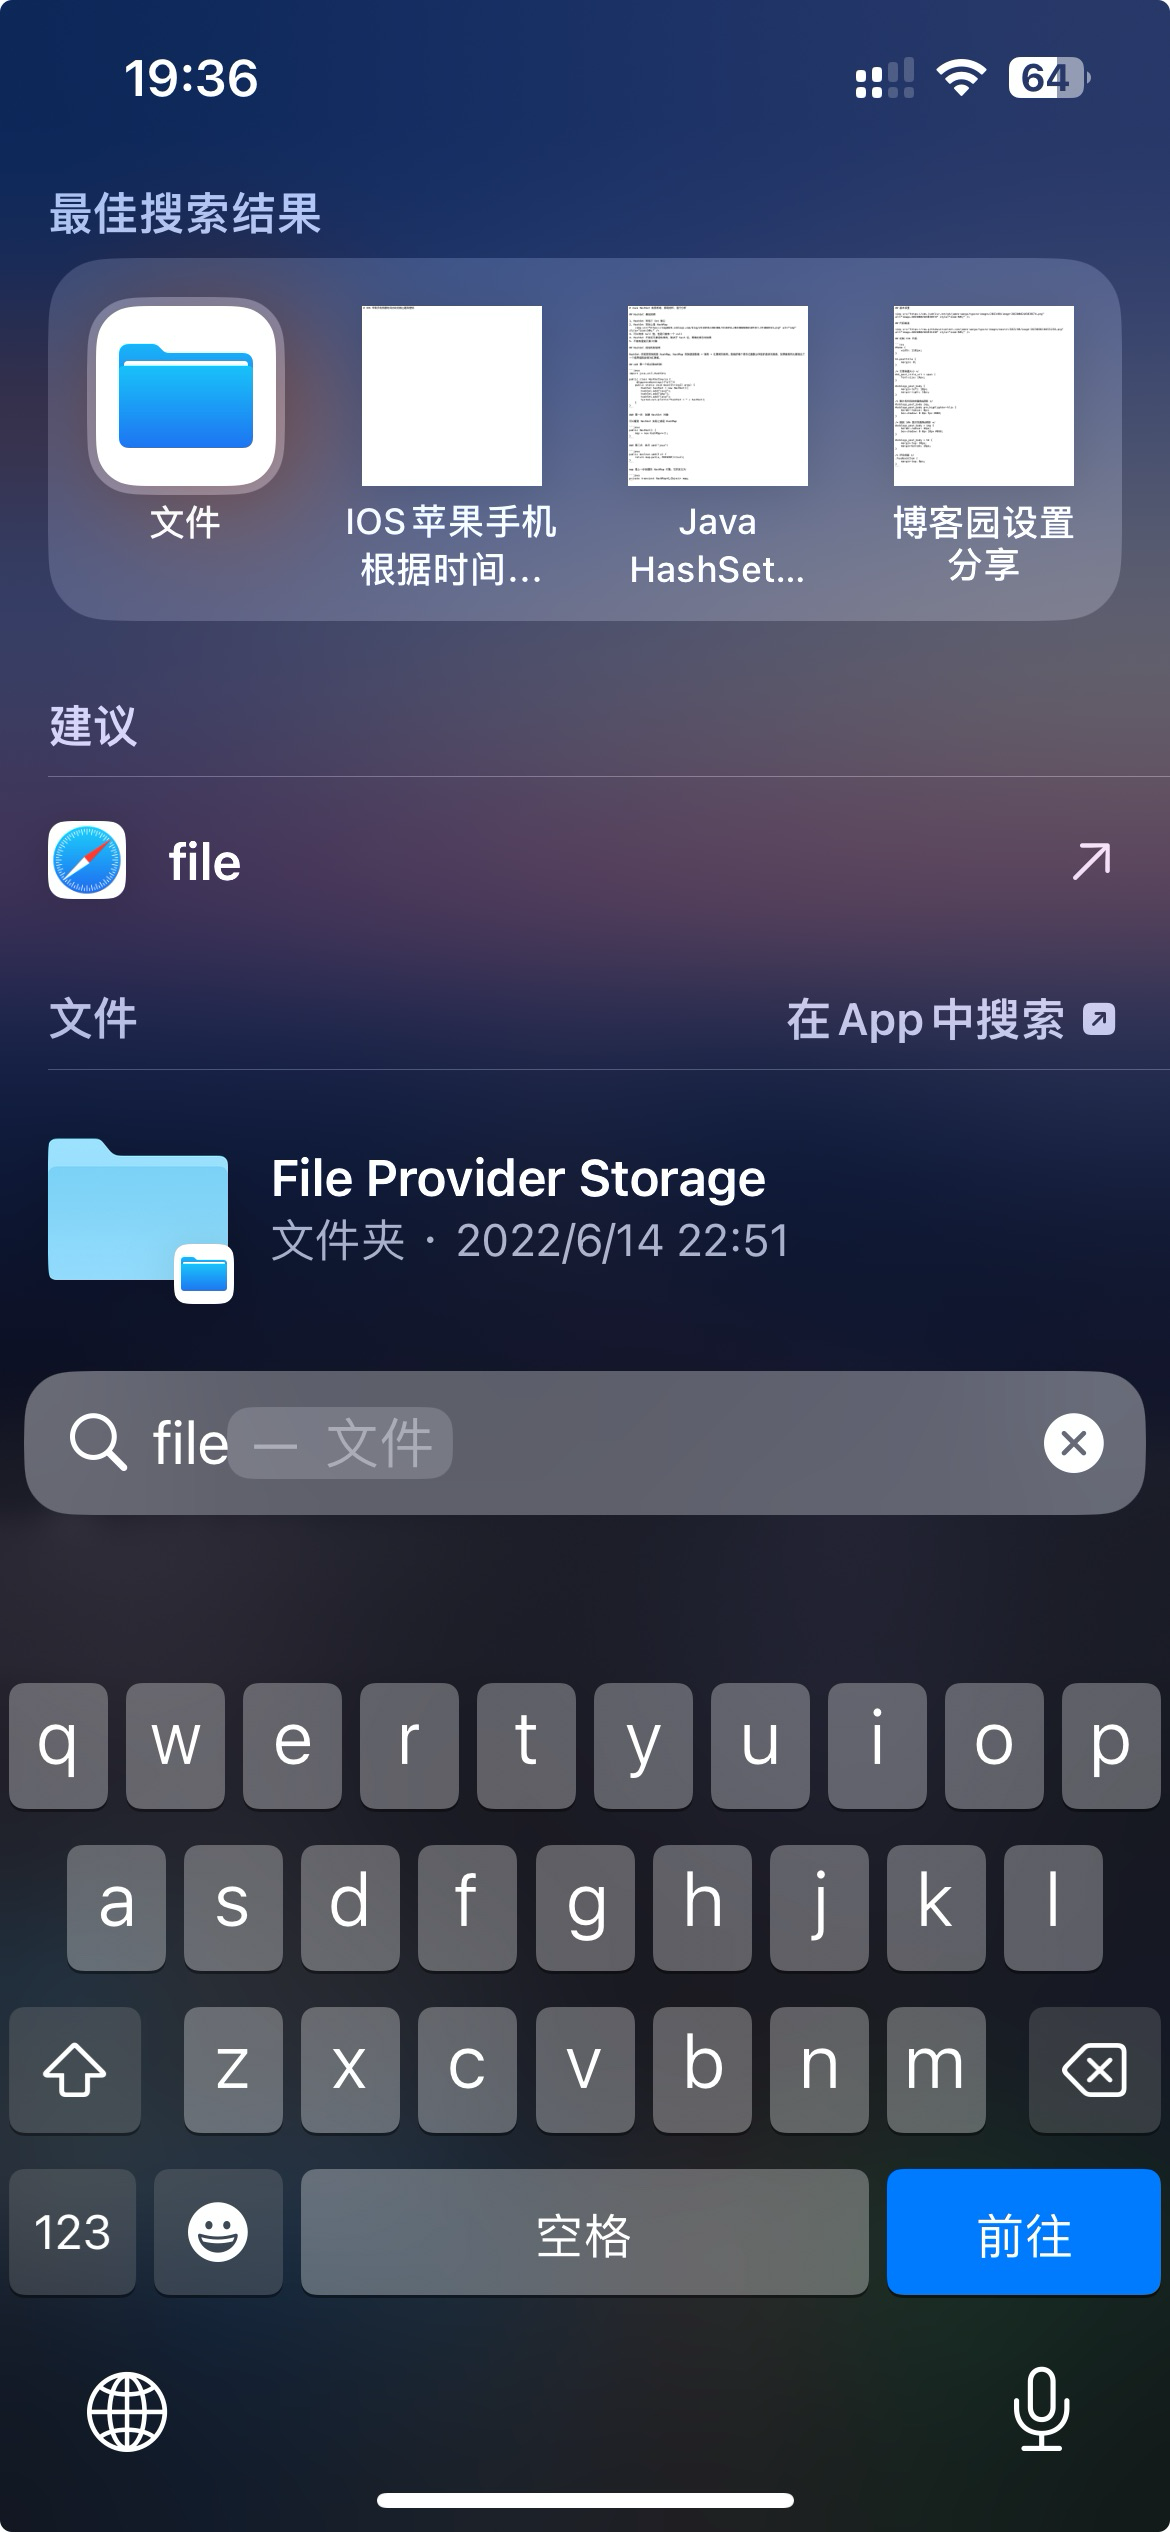 19:36
64
最佳搜索结果
文件
IOS 苹果手机
根据时间...
Java
HashSet...
博客园设置
分享
建议
file
文件
在 App 中搜索
File Provider Storage
文件夹 · 2022/6/14 22:51
file — 文件
q w e r t y u i o p
a s d f g h j k l
z x c v b n m
123
空格
前往